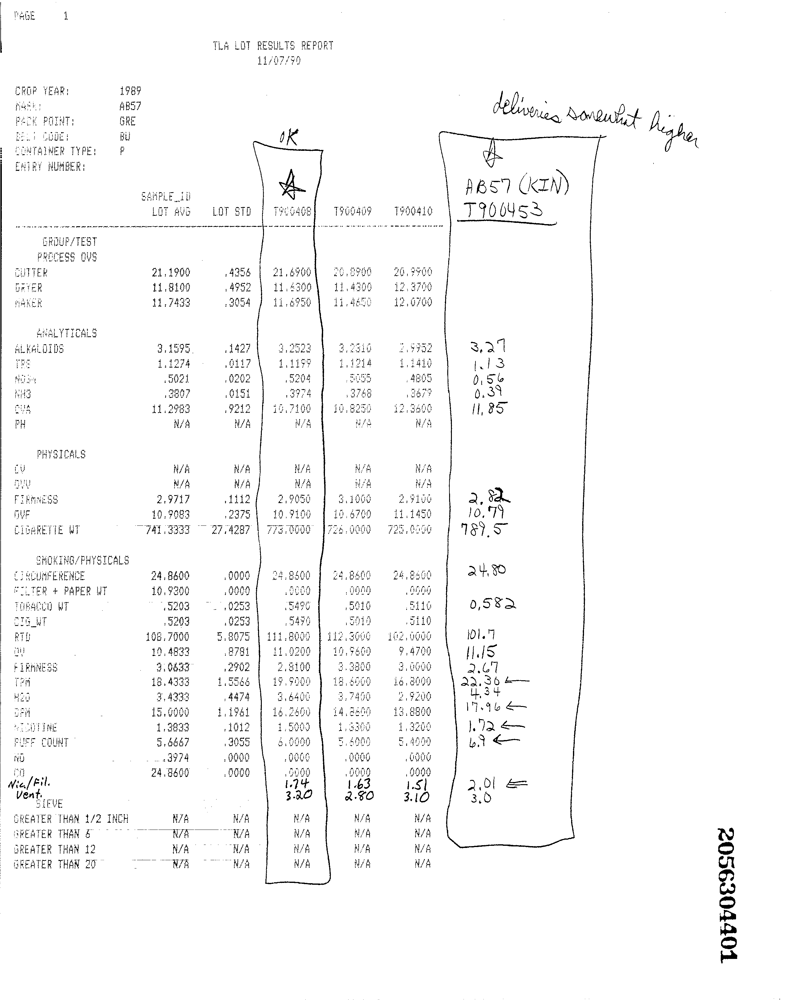 PAGE 1
TLA LOT RESULTS REPORT
11/07/90
deliveries somewhat higher
CROP YEAR: 1989
MARK: AB57
PACK POINT: GRE
BELT CODE: BU
CONTAINER TYPE: P
ENTRY NUMBER:
OK
AB57 (KIN)
SAMPLE_ID
LOT AVG LOT STD T900408 T900409 T900410 T900453
GROUP/TEST
PROCESS OVS
CUTTER 21.1900 .4356 21.6900 20.8900 20.9900
DRYER 11.8100 .4952 11.6300 11.4300 12.3700
MAKER 11.7433 .3054 11.6950 11.4650 12.0700
ANALYTICALS
ALKALOIDS 3.1595 .1427 3.2523 3.2310 2.9952 3.27
TRS 1.1274 .0117 1.1199 1.1214 1.1410 1.13
NO3N .5021 .0202 .5204 .5055 .4805 0.56
NH3 .3807 .0151 .3974 .3768 .3679 0.39
OVA 11.2983 .9212 10.7100 10.8250 12.3600 11.85
PH N/A N/A N/A N/A N/A
PHYSICALS
CV N/A N/A N/A N/A N/A
OVV N/A N/A N/A N/A N/A
FIRMNESS 2.9717 .1112 2.9050 3.1000 2.9100 2.82
OVF 10.9083 .2375 10.9100 10.6700 11.1450 10.79
CIGARETTE WT 741.3333 27.4287 773.0000 726.0000 725.0000 789.5
SMOKING/PHYSICALS
CIRCUMFERENCE 24.8600 .0000 24.8600 24.8600 24.8600 24.80
FILTER + PAPER WT 10.9300 .0000 .0000 .0000 .0000
TOBACCO WT .5203 .0253 .5490 .5010 .5110 0.582
CIG_WT .5203 .0253 .5490 .5010 .5110
RTD 108.7000 5.8075 111.8000 112.3000 102.0000 101.7
OV 10.4833 .8781 11.0200 10.9600 9.4700 11.15
FIRMNESS 3.0633 .2902 2.8100 3.3800 3.0000 2.67
TPM 18.4333 1.5566 19.9000 18.6000 16.8000 22.30 ←
H2O 3.4333 .4474 3.6400 3.7400 2.9200 4.34
DPM 15.0000 1.1961 16.2600 14.8600 13.8800 17.96 ←
NICOTINE 1.3833 .1012 1.5000 1.3300 1.3200 1.72 ←
PUFF COUNT 5.6667 .3055 6.0000 5.6000 5.4000 6.9 ←
NO .3974 .0000 .0000 .0000 .0000
CO 24.8600 .0000 .0000 .0000 .0000
Nic/Fil. 1.74 1.63 1.51 2.01 ⇐
Vent. 3.20 2.80 3.10 3.0
SIEVE
GREATER THAN 1/2 INCH N/A N/A N/A N/A N/A
GREATER THAN 6 N/A N/A N/A N/A N/A
GREATER THAN 12 N/A N/A N/A N/A N/A
GREATER THAN 20 N/A N/A N/A N/A N/A
2056304401